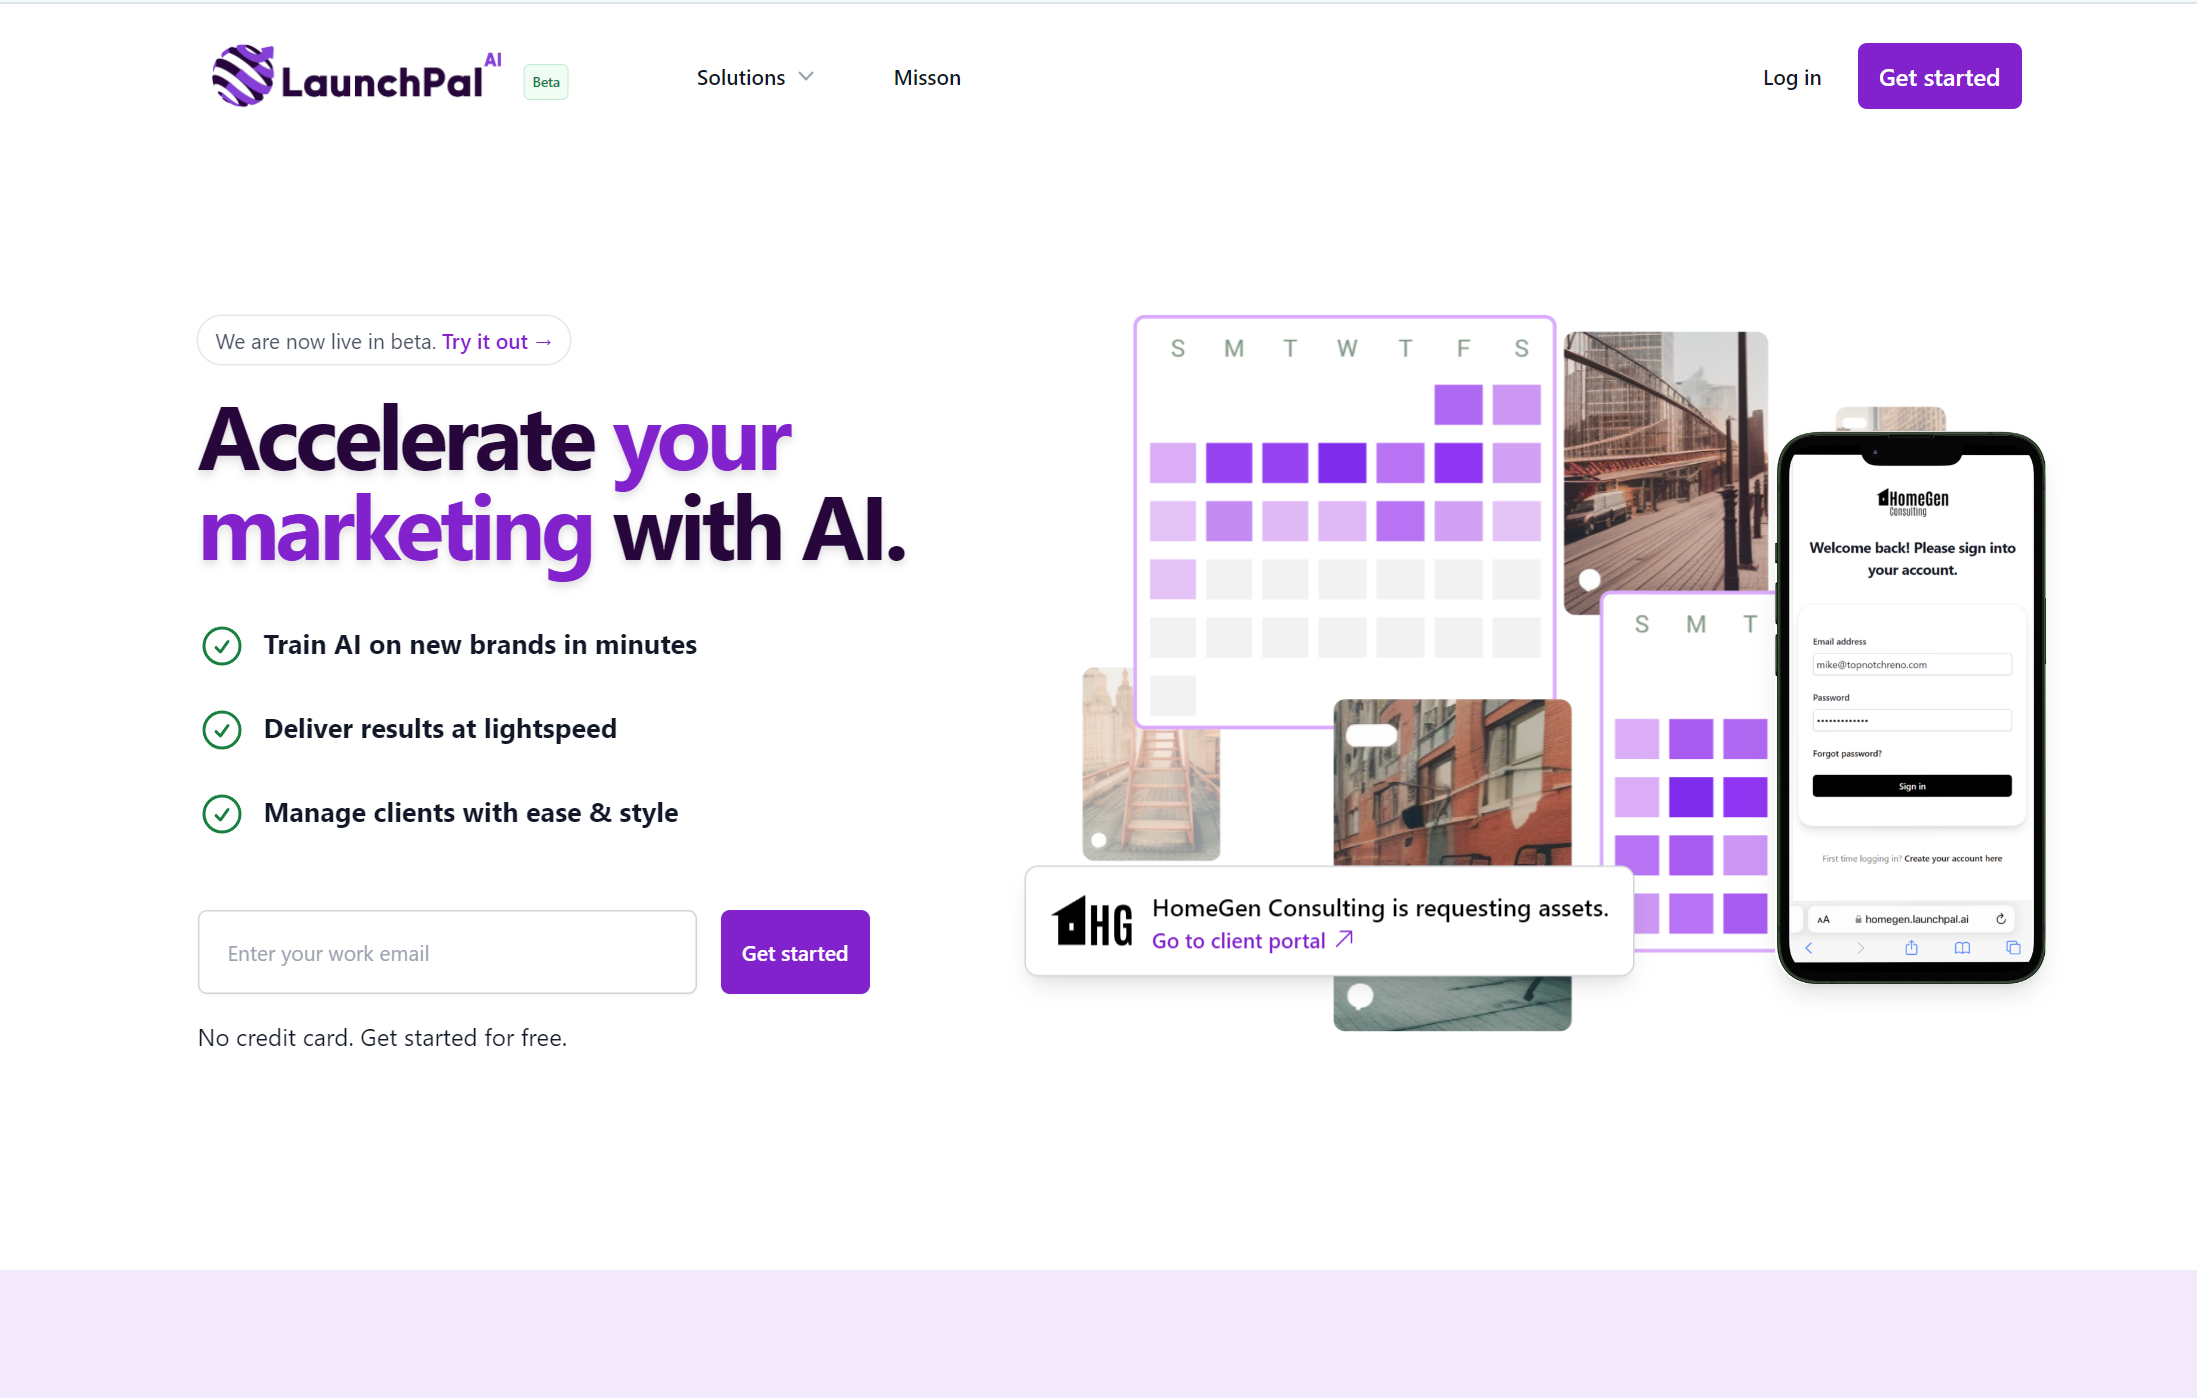 LaunchPal AI
Beta
Solutions
Misson
Log in
Get started
We are now live in beta. Try it out →
Accelerate your
marketing with AI.
Train AI on new brands in minutes
Deliver results at lightspeed
Manage clients with ease & style
Enter your work email
Get started
No credit card. Get started for free.
S M T W T F S
S M T
HG
HomeGen Consulting is requesting assets.
Go to client portal
HomeGen
Consulting
Welcome back! Please sign into
your account.
Email address
mike@topnotchreno.com
Password
Forgot password?
Sign in
First time logging in? Create your account here
AA
homegen.launchpal.ai